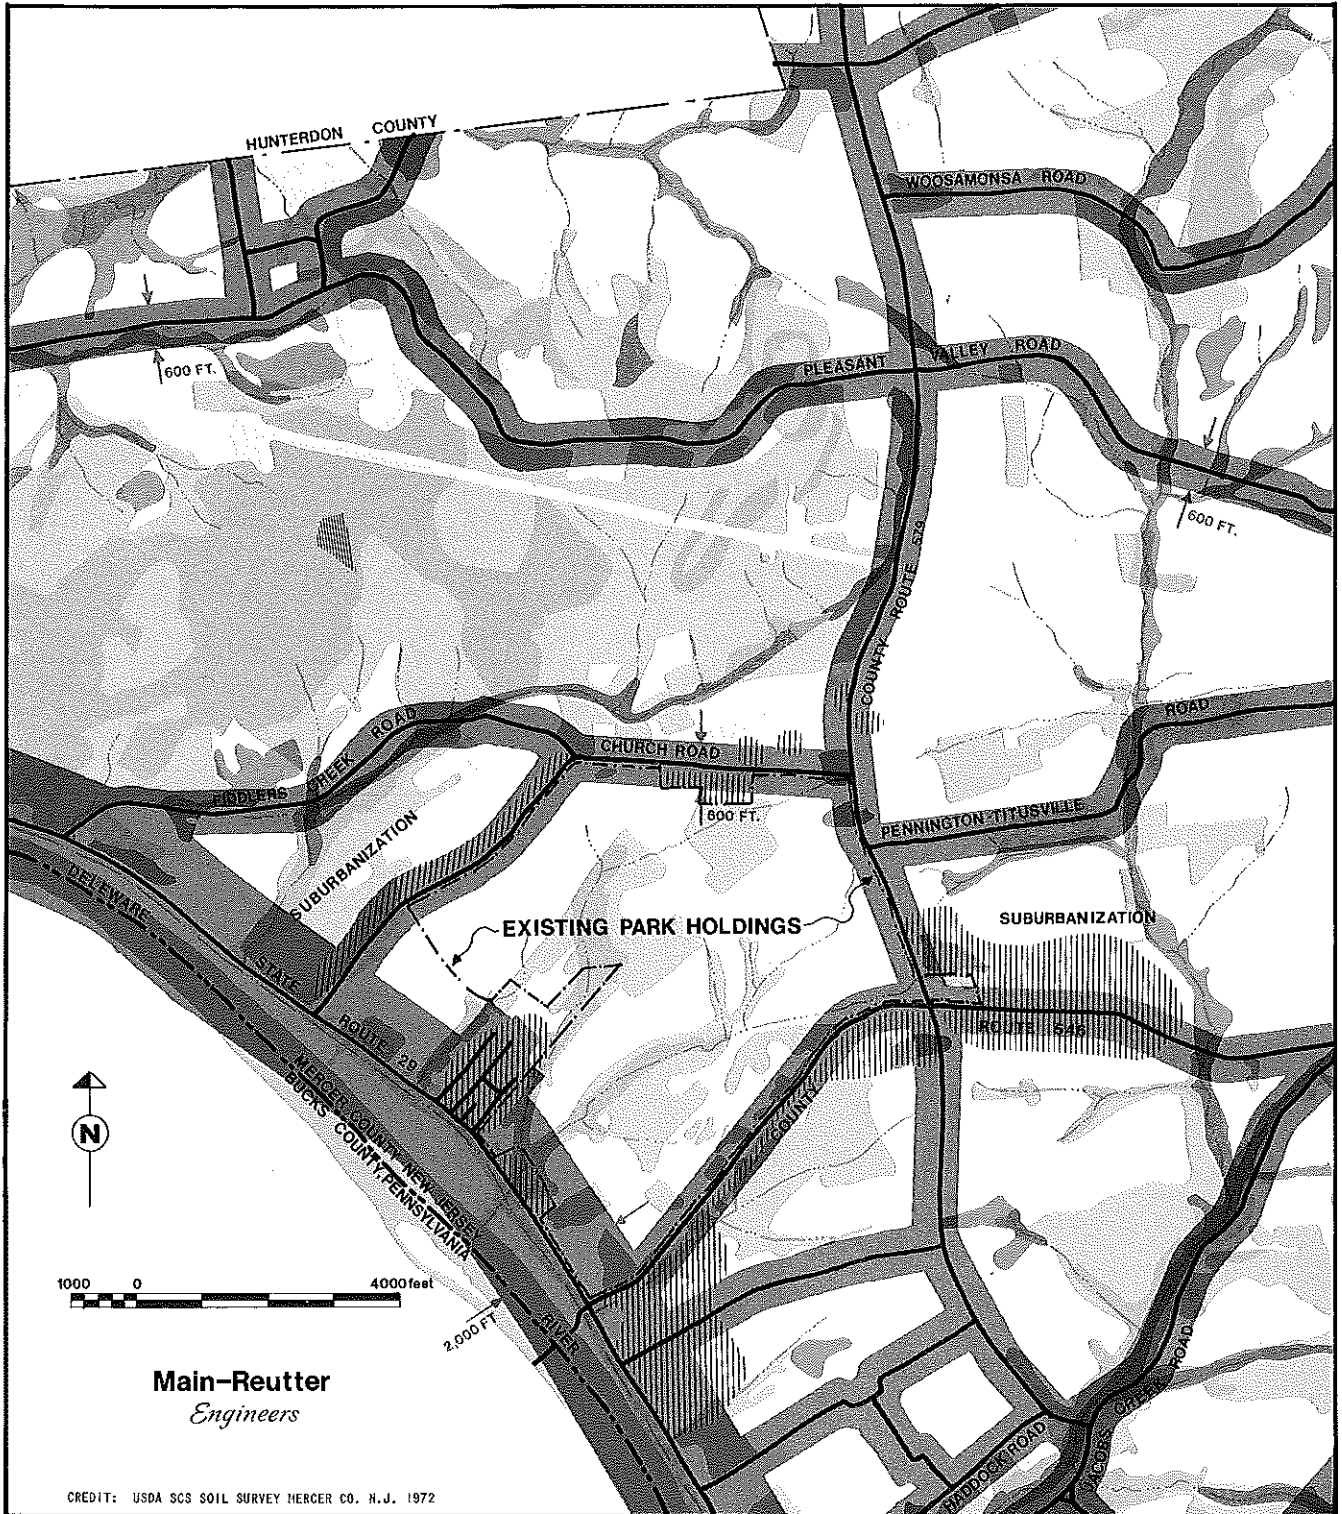 HUNTERDON COUNTY
WOOSAMONSA ROAD
600 FT.
PLEASANT VALLEY ROAD
600 FT.
COUNTY ROUTE 579
ROAD
CHURCH ROAD
FIDDLERS CREEK ROAD
600 FT.
PENNINGTON-TITUSVILLE
SUBURBANIZATION
DELEWARE
EXISTING PARK HOLDINGS
SUBURBANIZATION
STATE
ROUTE 29
ROUTE 546
COUNTY
N
MERCER COUNTY NEW JERSEY
BUCKS COUNTY, PENNSYLVANIA
1000 0 4000 feet
2,000 FT
RIVER
Main-Reutter
Engineers
HADDOCK ROAD
JACOBS CREEK ROAD
CREDIT: USDA SCS SOIL SURVEY MERCER CO. N.J. 1972